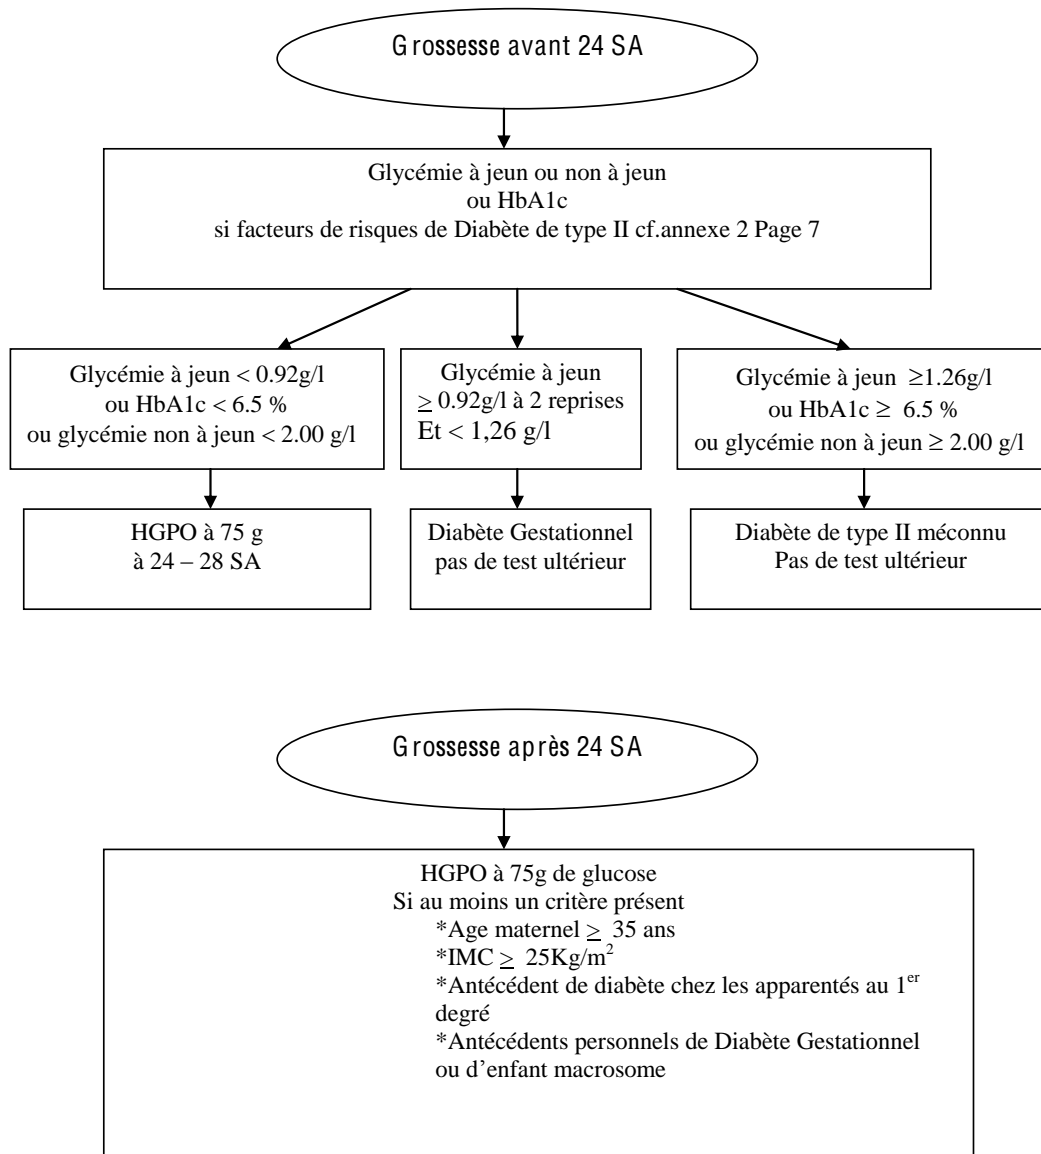 Grossesse avant 24 SA
Glycémie à jeun ou non à jeun
ou HbA1c
si facteurs de risques de Diabète de type II cf.annexe 2 Page 7
Glycémie à jeun < 0.92g/l
ou HbA1c < 6.5 %
ou glycémie non à jeun < 2.00 g/l
Glycémie à jeun
≥ 0.92g/l à 2 reprises
Et < 1,26 g/l
Glycémie à jeun ≥1.26g/l
ou HbA1c ≥ 6.5 %
ou glycémie non à jeun ≥ 2.00 g/l
HGPO à 75 g
à 24 – 28 SA
Diabète Gestationnel
pas de test ultérieur
Diabète de type II méconnu
Pas de test ultérieur
Grossesse après 24 SA
HGPO à 75g de glucose
Si au moins un critère présent
*Age maternel ≥ 35 ans
*IMC ≥ 25Kg/m²
*Antécédent de diabète chez les apparentés au 1er
degré
*Antécédents personnels de Diabète Gestationnel
ou d'enfant macrosome